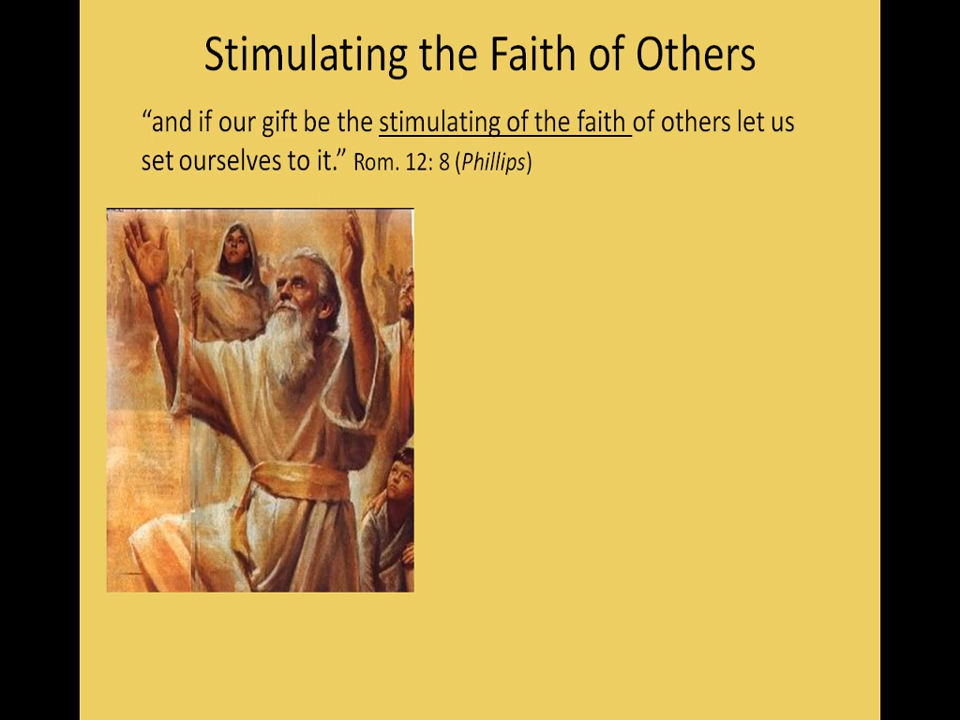 Stimulating the Faith of Others
“and if our gift be the stimulating of the faith of others let us
set ourselves to it.” Rom. 12: 8 (Phillips)